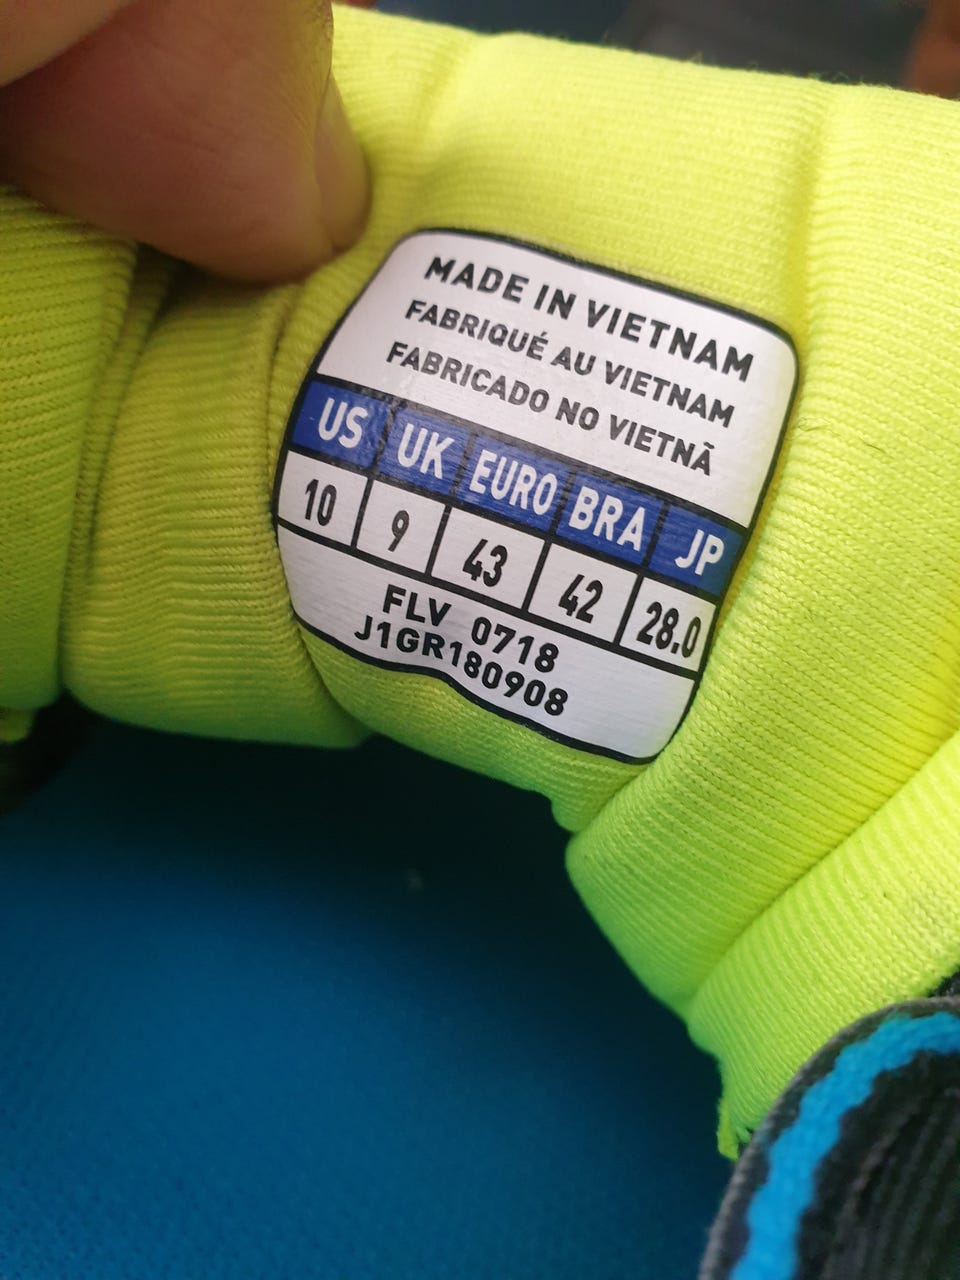 MADE IN VIETNAM
FABRIQUÉ AU VIETNAM
FABRICADO NO VIETNÃ
US UK EURO BRA JP
10 9 43 42 28.0
FLV 0718
J1GR180908